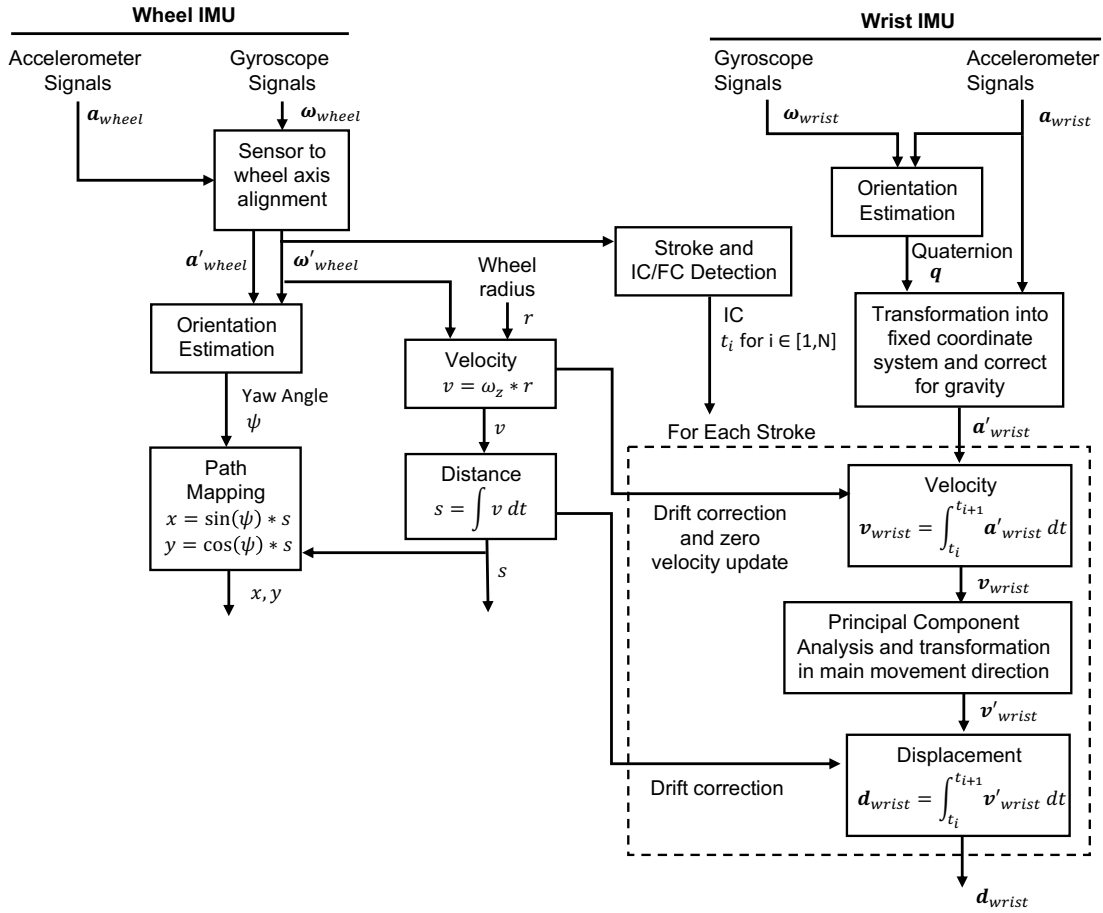 Wheel IMU
Accelerometer
Signals
Gyroscope
Signals
𝒂_wheel
𝝎_wheel
Sensor to
wheel axis
alignment
𝒂′_wheel
𝝎′_wheel
Orientation
Estimation
Yaw Angle
𝜓
Path
Mapping
𝑥 = sin(𝜓) ∗ 𝑠
𝑦 = cos(𝜓) ∗ 𝑠
𝑥, 𝑦
Wheel
radius
𝑟
Velocity
𝑣 = 𝜔_𝑧 ∗ 𝑟
𝑣
Distance
𝑠 = ∫ 𝑣 𝑑𝑡
𝑠
Stroke and
IC/FC Detection
IC
𝑡_𝑖 for i ∈ [1,N]
For Each Stroke
Wrist IMU
Gyroscope
Signals
Accelerometer
Signals
𝝎_wrist
𝒂_wrist
Orientation
Estimation
Quaternion
𝒒
Transformation into
fixed coordinate
system and correct
for gravity
𝒂′_wrist
Drift correction
and zero
velocity update
Velocity
𝒗_wrist = ∫_{𝑡_𝑖}^{𝑡_{𝑖+1}} 𝒂′_wrist 𝑑𝑡
𝒗_wrist
Principal Component
Analysis and transformation
in main movement direction
𝒗′_wrist
Drift correction
Displacement
𝒅_wrist = ∫_{𝑡_𝑖}^{𝑡_{𝑖+1}} 𝒗′_wrist 𝑑𝑡
𝒅_wrist